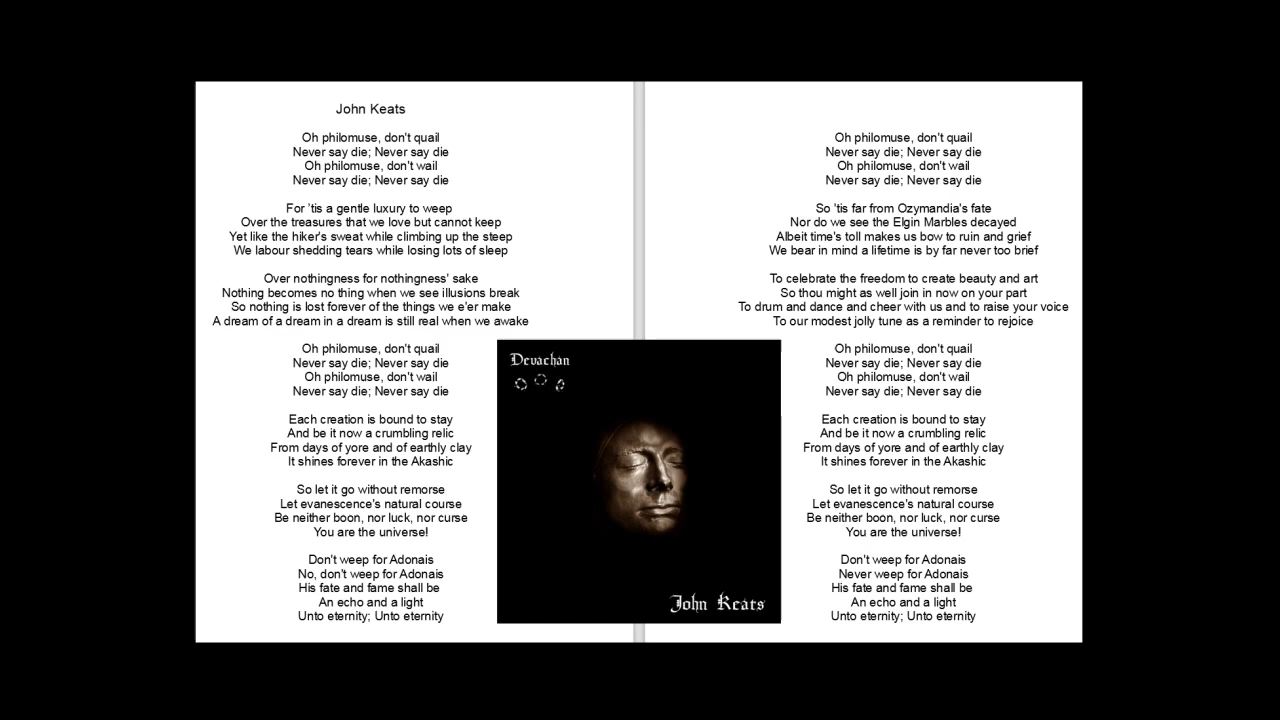 John Keats
Oh philomuse, don't quail
Never say die; Never say die
Oh philomuse, don't wail
Never say die; Never say die
For 'tis a gentle luxury to weep
Over the treasures that we love but cannot keep
Yet like the hiker's sweat while climbing up the steep
We labour shedding tears while losing lots of sleep
Over nothingness for nothingness' sake
Nothing becomes no thing when we see illusions break
So nothing is lost forever of the things we e'er make
A dream of a dream in a dream is still real when we awake
Oh philomuse, don't quail
Never say die; Never say die
Oh philomuse, don't wail
Never say die; Never say die
Each creation is bound to stay
And be it now a crumbling relic
From days of yore and of earthly clay
It shines forever in the Akashic
So let it go without remorse
Let evanescence's natural course
Be neither boon, nor luck, nor curse
You are the universe!
Don't weep for Adonais
No, don't weep for Adonais
His fate and fame shall be
An echo and a light
Unto eternity; Unto eternity
Oh philomuse, don't quail
Never say die; Never say die
Oh philomuse, don't wail
Never say die; Never say die
So 'tis far from Ozymandia's fate
Nor do we see the Elgin Marbles decayed
Albeit time's toll makes us bow to ruin and grief
We bear in mind a lifetime is by far never too brief
To celebrate the freedom to create beauty and art
So thou might as well join in now on your part
To drum and dance and cheer with us and to raise your voice
To our modest jolly tune as a reminder to rejoice
Oh philomuse, don't quail
Never say die; Never say die
Oh philomuse, don't wail
Never say die; Never say die
Each creation is bound to stay
And be it now a crumbling relic
From days of yore and of earthly clay
It shines forever in the Akashic
So let it go without remorse
Let evanescence's natural course
Be neither boon, nor luck, nor curse
You are the universe!
Don't weep for Adonais
Never weep for Adonais
His fate and fame shall be
An echo and a light
Unto eternity; Unto eternity
Devachan
John Keats